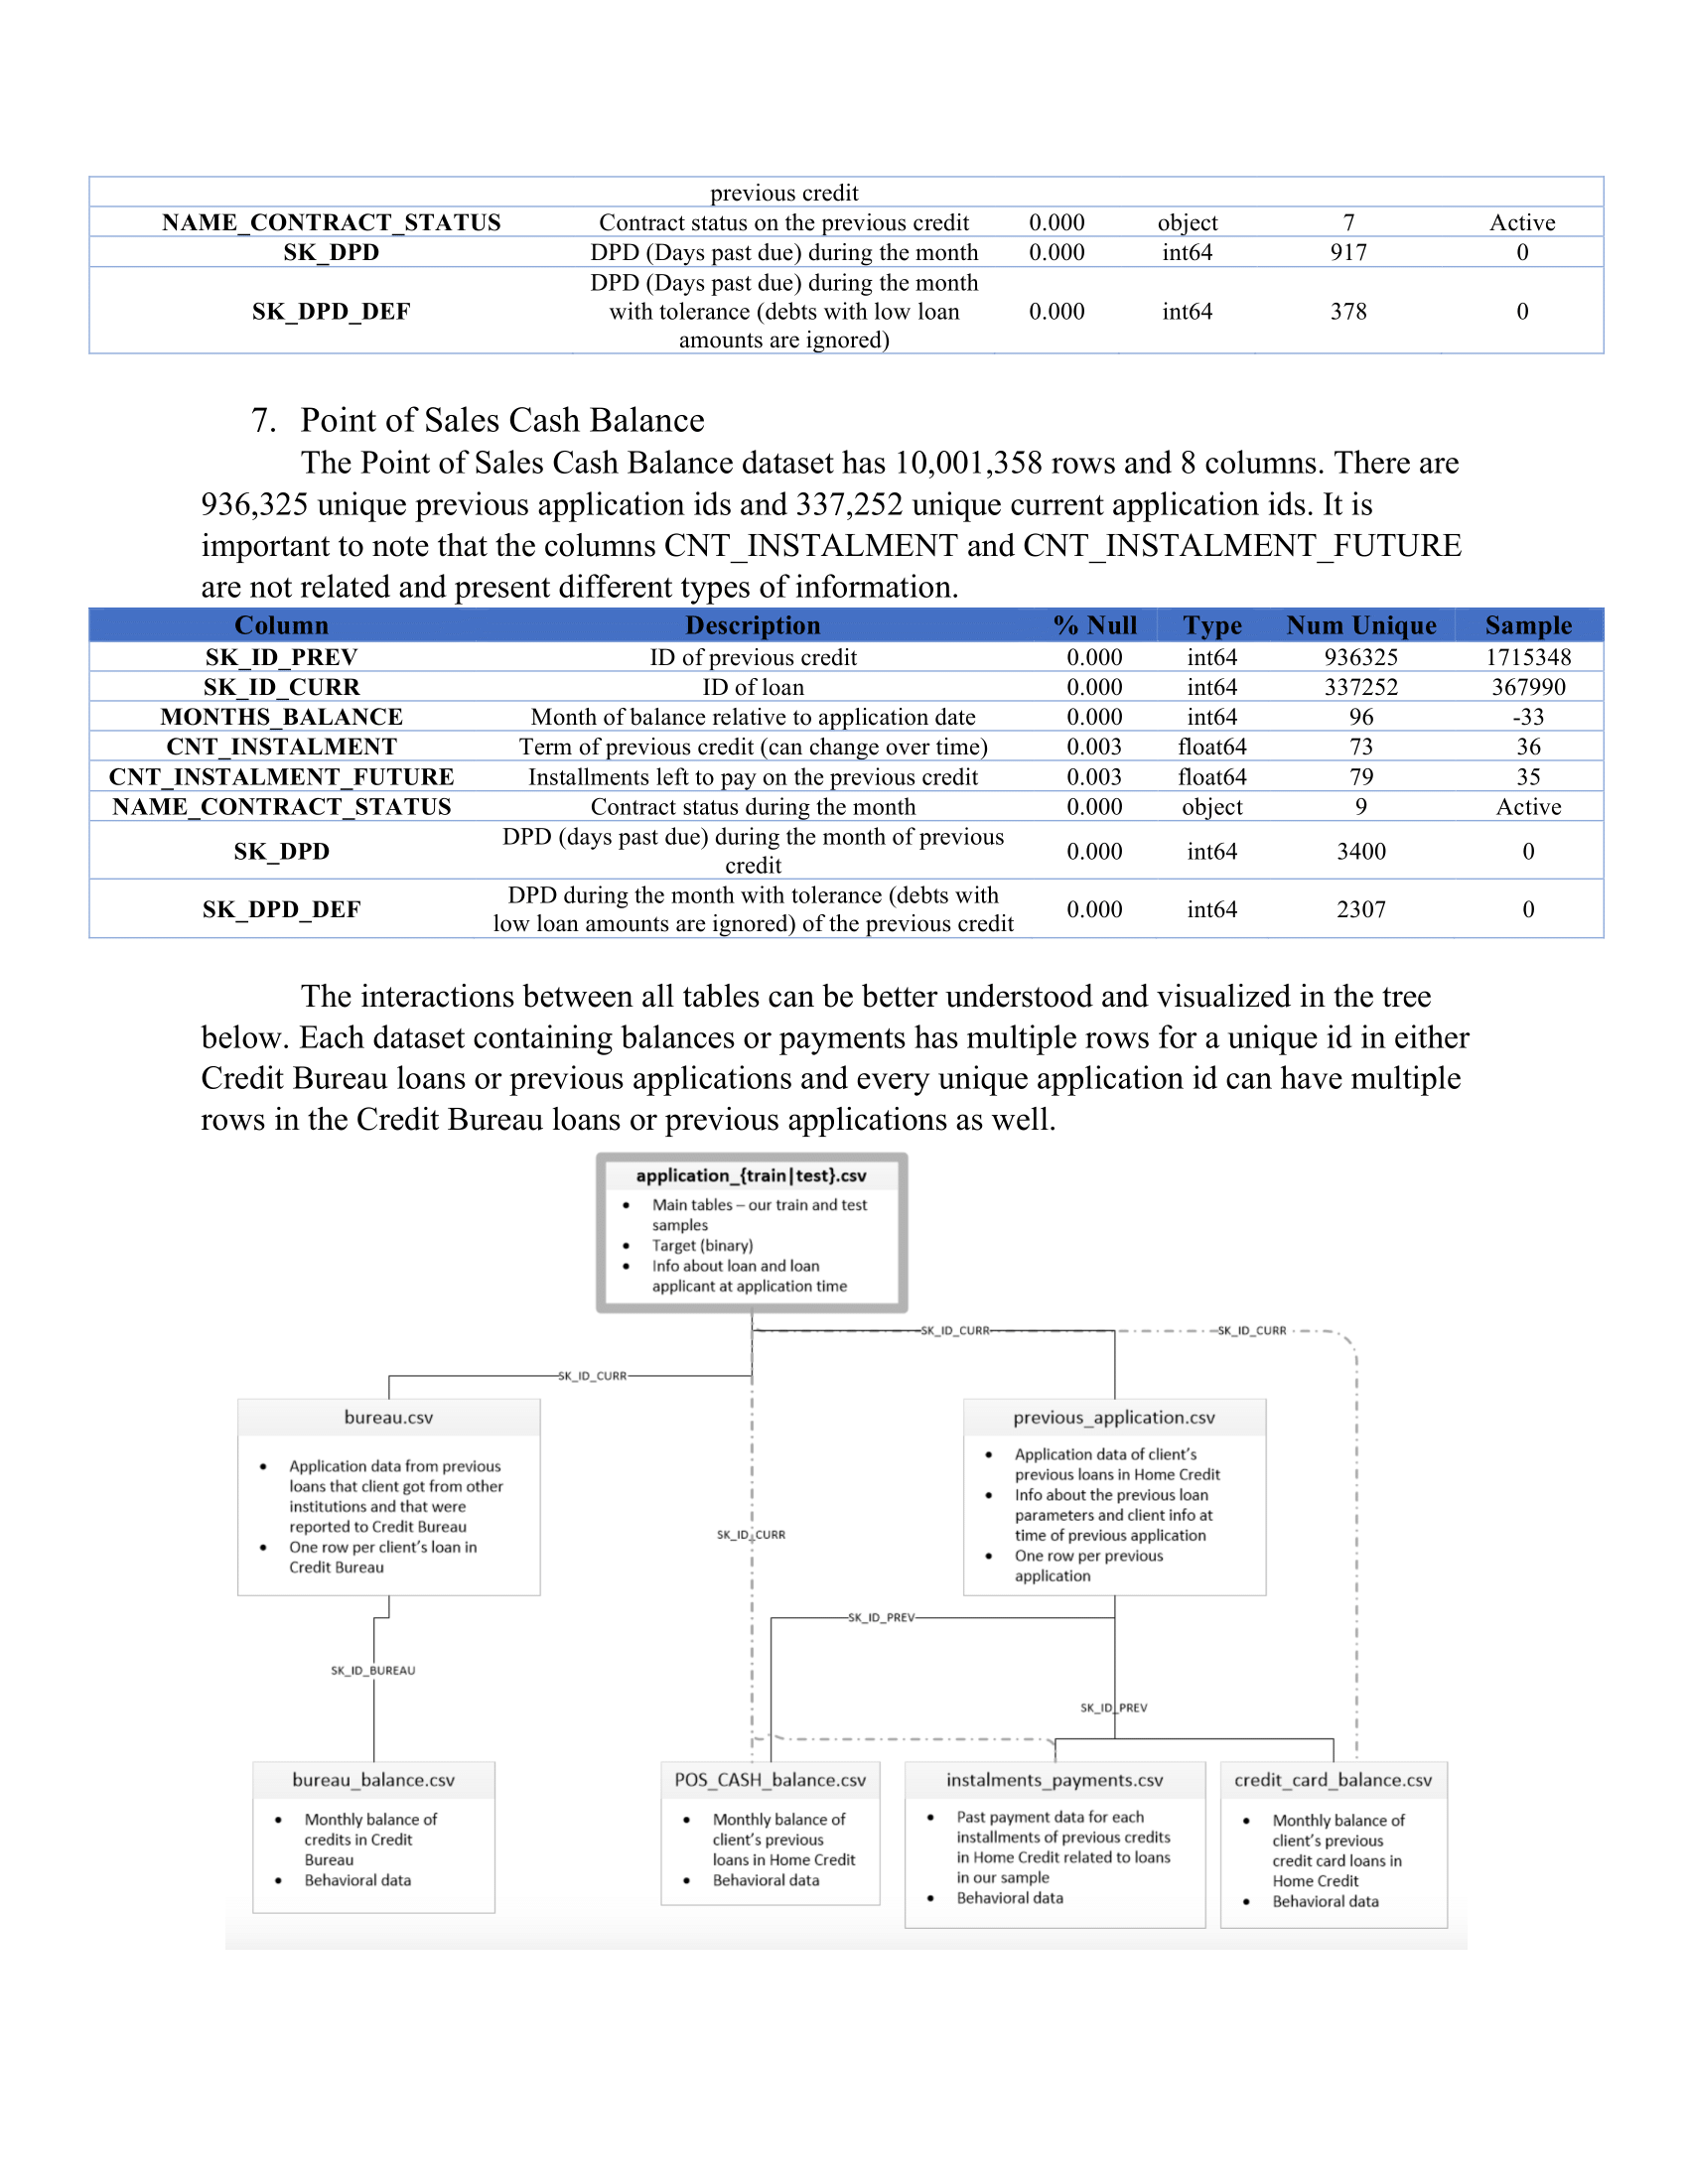 previous credit
NAME_CONTRACT_STATUS Contract status on the previous credit 0.000 object 7 Active
SK_DPD DPD (Days past due) during the month 0.000 int64 917 0
DPD (Days past due) during the month
SK_DPD_DEF with tolerance (debts with low loan 0.000 int64 378 0
amounts are ignored)
7. Point of Sales Cash Balance
The Point of Sales Cash Balance dataset has 10,001,358 rows and 8 columns. There are
936,325 unique previous application ids and 337,252 unique current application ids. It is
important to note that the columns CNT_INSTALMENT and CNT_INSTALMENT_FUTURE
are not related and present different types of information.
Column Description % Null Type Num Unique Sample
SK_ID_PREV ID of previous credit 0.000 int64 936325 1715348
SK_ID_CURR ID of loan 0.000 int64 337252 367990
MONTHS_BALANCE Month of balance relative to application date 0.000 int64 96 -33
CNT_INSTALMENT Term of previous credit (can change over time) 0.003 float64 73 36
CNT_INSTALMENT_FUTURE Installments left to pay on the previous credit 0.003 float64 79 35
NAME_CONTRACT_STATUS Contract status during the month 0.000 object 9 Active
DPD (days past due) during the month of previous
SK_DPD credit 0.000 int64 3400 0
DPD during the month with tolerance (debts with
SK_DPD_DEF low loan amounts are ignored) of the previous credit 0.000 int64 2307 0
The interactions between all tables can be better understood and visualized in the tree
below. Each dataset containing balances or payments has multiple rows for a unique id in either
Credit Bureau loans or previous applications and every unique application id can have multiple
rows in the Credit Bureau loans or previous applications as well.
application_{train|test}.csv
• Main tables – our train and test
samples
• Target (binary)
• Info about loan and loan
applicant at application time
SK_ID_CURR
SK_ID_CURR
SK_ID_CURR
bureau.csv
• Application data from previous
loans that client got from other
institutions and that were
reported to Credit Bureau
• One row per client's loan in
Credit Bureau
previous_application.csv
• Application data of client's
previous loans in Home Credit
• Info about the previous loan
parameters and client info at
time of previous application
• One row per previous
application
SK_ID_CURR
SK_ID_PREV
SK_ID_BUREAU
SK_ID_PREV
bureau_balance.csv
• Monthly balance of
credits in Credit
Bureau
• Behavioral data
POS_CASH_balance.csv
• Monthly balance of
client's previous
loans in Home Credit
• Behavioral data
instalments_payments.csv
• Past payment data for each
installments of previous credits
in Home Credit related to loans
in our sample
• Behavioral data
credit_card_balance.csv
• Monthly balance of
client's previous
credit card loans in
Home Credit
• Behavioral data